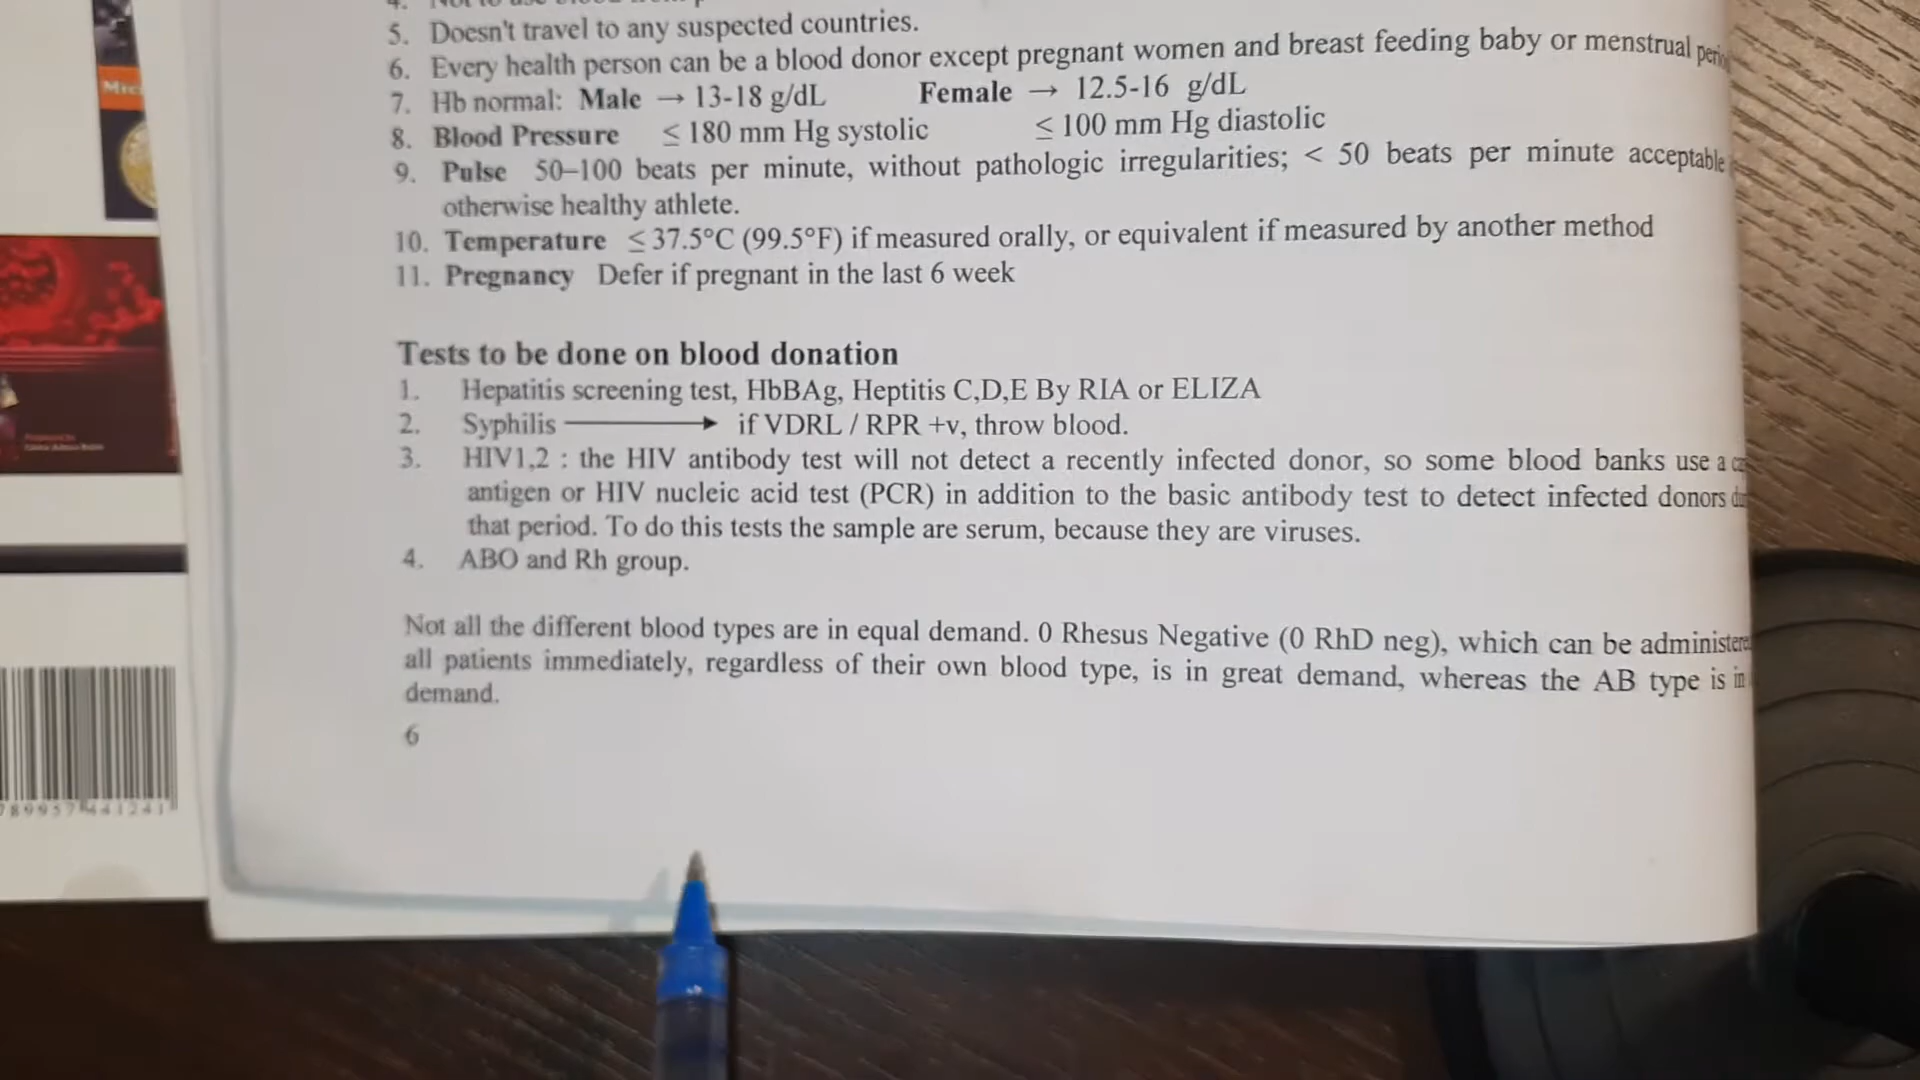 5. Doesn't travel to any suspected countries.
6. Every health person can be a blood donor except pregnant women and breast feeding baby or menstrual
7. Hb normal: Male → 13-18 g/dL Female → 12.5-16 g/dL
8. Blood Pressure ≤ 180 mm Hg systolic ≤ 100 mm Hg diastolic
9. Pulse 50–100 beats per minute, without pathologic irregularities; < 50 beats per minute acceptable
otherwise healthy athlete.
10. Temperature ≤ 37.5°C (99.5°F) if measured orally, or equivalent if measured by another method
11. Pregnancy Defer if pregnant in the last 6 week
Tests to be done on blood donation
1. Hepatitis screening test, HbBAg, Heptitis C,D,E By RIA or ELIZA
2. Syphilis → if VDRL / RPR +v, throw blood.
3. HIV1,2 : the HIV antibody test will not detect a recently infected donor, so some blood banks use a
antigen or HIV nucleic acid test (PCR) in addition to the basic antibody test to detect infected donors
that period. To do this tests the sample are serum, because they are viruses.
4. ABO and Rh group.
Not all the different blood types are in equal demand. 0 Rhesus Negative (0 RhD neg), which can be
all patients immediately, regardless of their own blood type, is in great demand, whereas the AB type is in
demand.
6